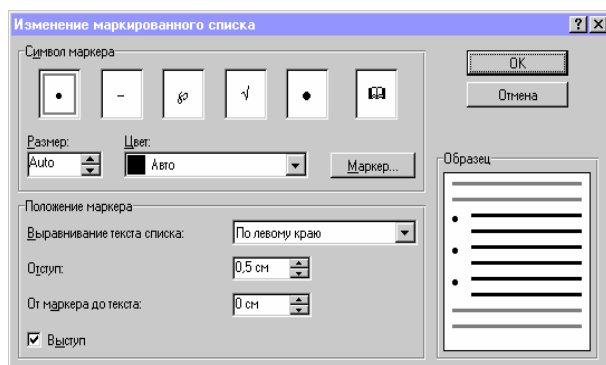 Изменение маркированного списка
Символ маркера
OK
Отмена
Размер:
Цвет:
Auto
Авто
Маркер...
Образец
Положение маркера
Выравнивание текста списка:
По левому краю
Отступ:
0,5 см
От маркера до текста:
0 см
Выступ